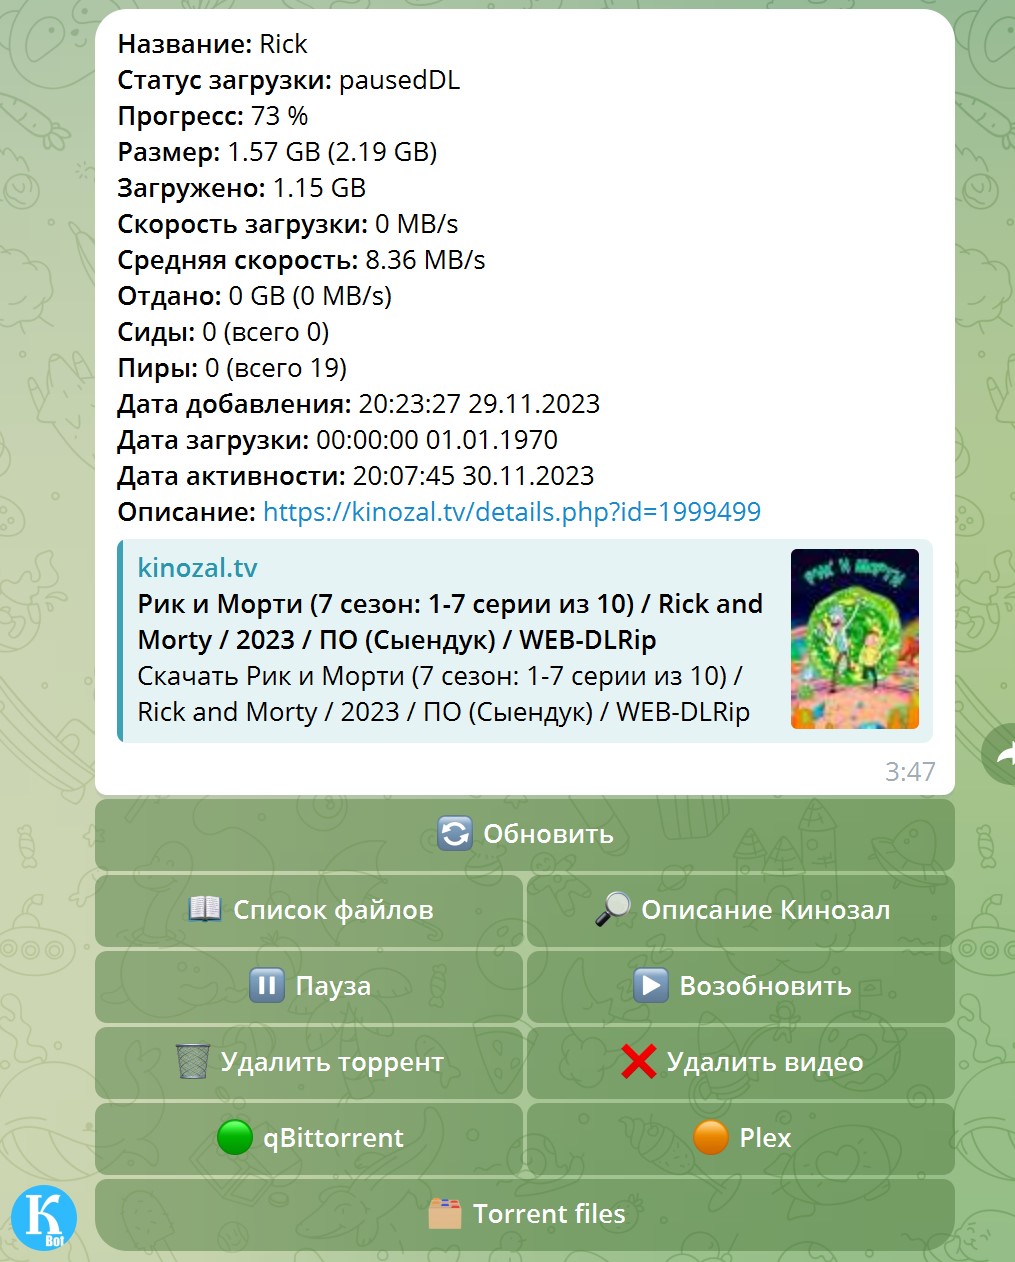 Название: Rick
Статус загрузки: pausedDL
Прогресс: 73 %
Размер: 1.57 GB (2.19 GB)
Загружено: 1.15 GB
Скорость загрузки: 0 MB/s
Средняя скорость: 8.36 MB/s
Отдано: 0 GB (0 MB/s)
Сиды: 0 (всего 0)
Пиры: 0 (всего 19)
Дата добавления: 20:23:27 29.11.2023
Дата загрузки: 00:00:00 01.01.1970
Дата активности: 20:07:45 30.11.2023
Описание: https://kinozal.tv/details.php?id=1999499
kinozal.tv
Рик и Морти (7 сезон: 1-7 серии из 10) / Rick and
Morty / 2023 / ПО (Сыендук) / WEB-DLRip
Скачать Рик и Морти (7 сезон: 1-7 серии из 10) /
Rick and Morty / 2023 / ПО (Сыендук) / WEB-DLRip
РИК И МОРТИ
3:47
Обновить
Список файлов
Описание Кинозал
Пауза
Возобновить
Удалить торрент
Удалить видео
qBittorrent
Plex
Torrent files
К
Bot